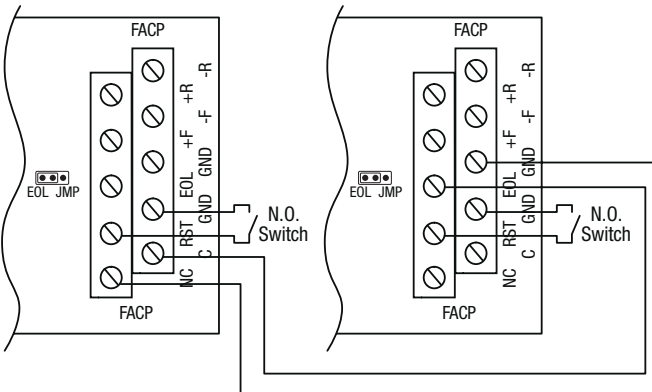 FACP
-R
+R
-F
+F
GND
EOL
GND
RST
C
NC
EOL JMP
N.O.
Switch
FACP
FACP
-R
+R
-F
+F
GND
EOL
GND
RST
C
NC
EOL JMP
N.O.
Switch
FACP